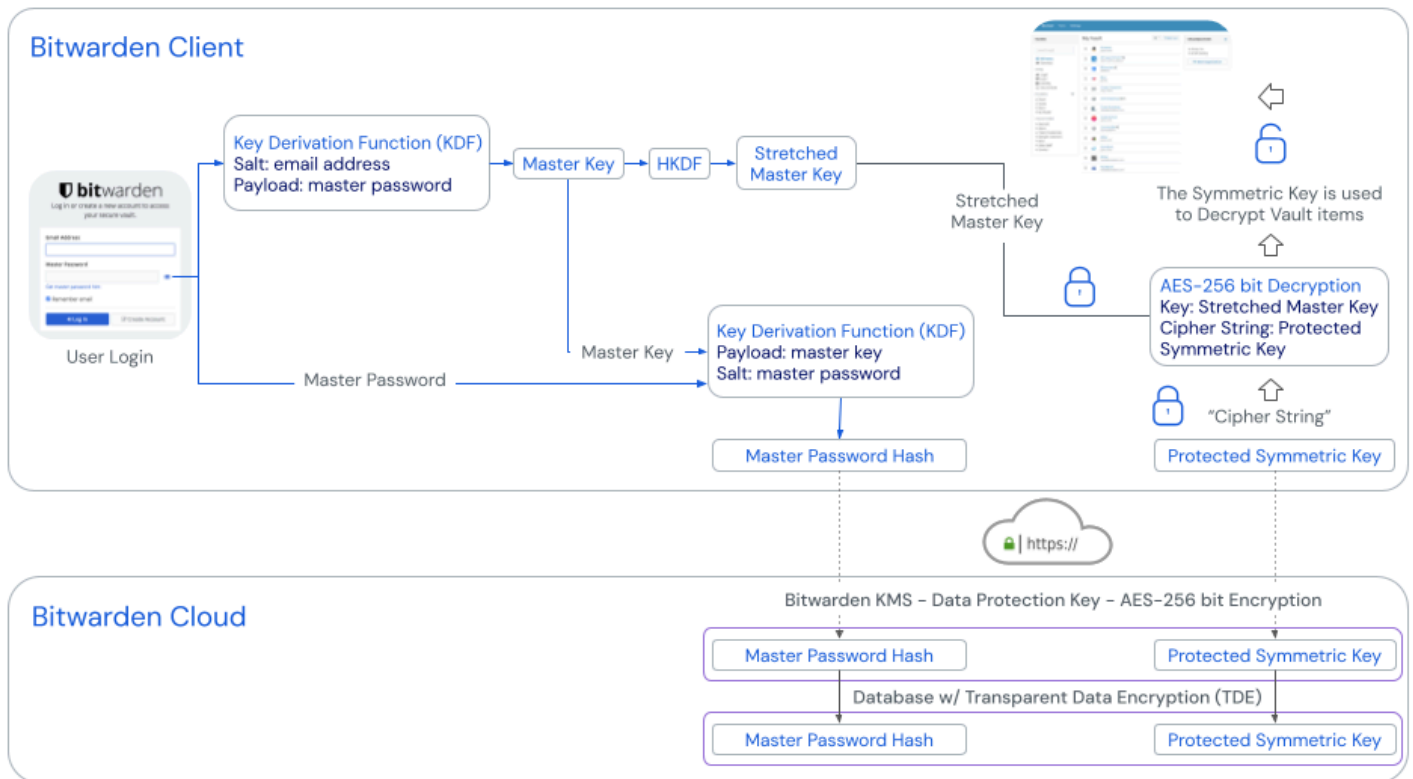 Bitwarden Client
Key Derivation Function (KDF)
Salt: email address
Payload: master password
Master Key
HKDF
Stretched
Master Key
Stretched
Master Key
The Symmetric Key is used
to Decrypt Vault items
bitwarden
Log in or create a new account to access
your secure vault.
Email Address
Master Password
Get master password hint
Remember email
Log In
Create Account
User Login
AES-256 bit Decryption
Key: Stretched Master Key
Cipher String: Protected
Symmetric Key
Key Derivation Function (KDF)
Payload: master key
Salt: master password
Master Key
Master Password
"Cipher String"
Master Password Hash
Protected Symmetric Key
https://
Bitwarden Cloud
Bitwarden KMS - Data Protection Key - AES-256 bit Encryption
Master Password Hash
Protected Symmetric Key
Database w/ Transparent Data Encryption (TDE)
Master Password Hash
Protected Symmetric Key